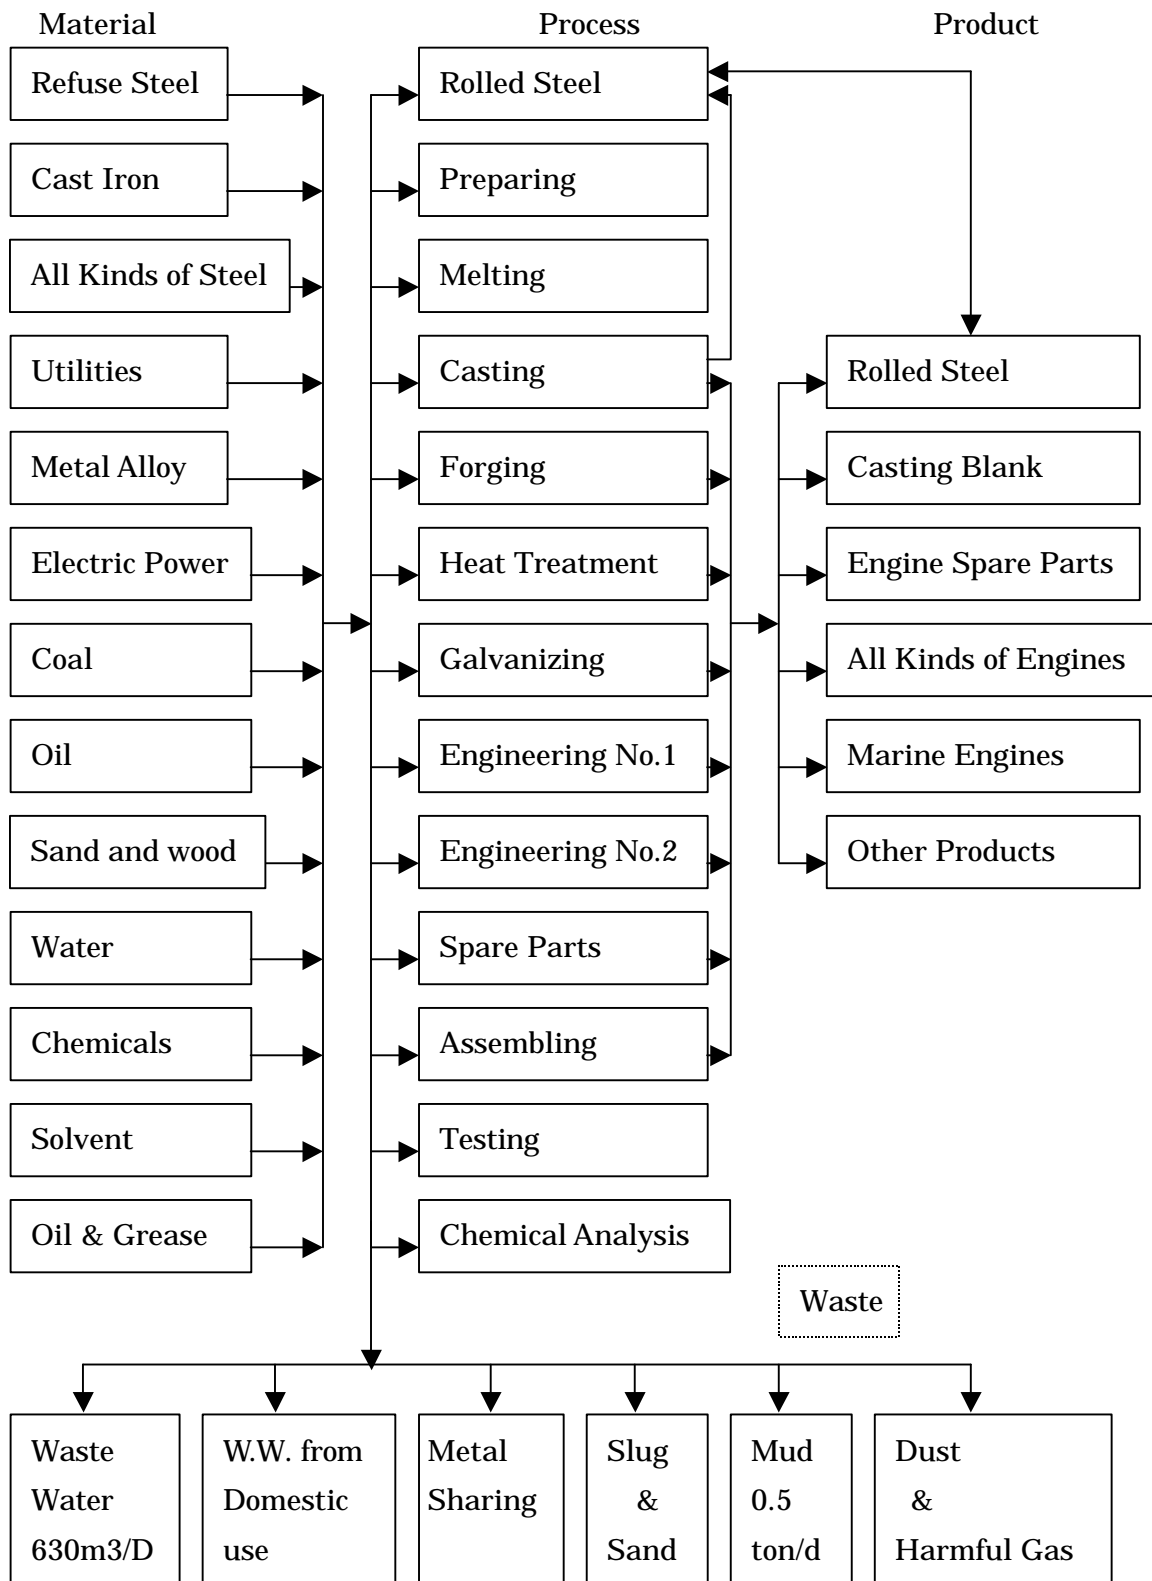 Material
Process
Product
Refuse Steel
Rolled Steel
Cast Iron
Preparing
All Kinds of Steel
Melting
Utilities
Casting
Rolled Steel
Metal Alloy
Forging
Casting Blank
Electric Power
Heat Treatment
Engine Spare Parts
Coal
Galvanizing
All Kinds of Engines
Oil
Engineering No.1
Marine Engines
Sand and wood
Engineering No.2
Other Products
Water
Spare Parts
Chemicals
Assembling
Solvent
Testing
Oil & Grease
Chemical Analysis
Waste
Waste
Water
630m3/D
W.W. from
Domestic
use
Metal
Sharing
Slug
&
Sand
Mud
0.5
ton/d
Dust
&
Harmful Gas